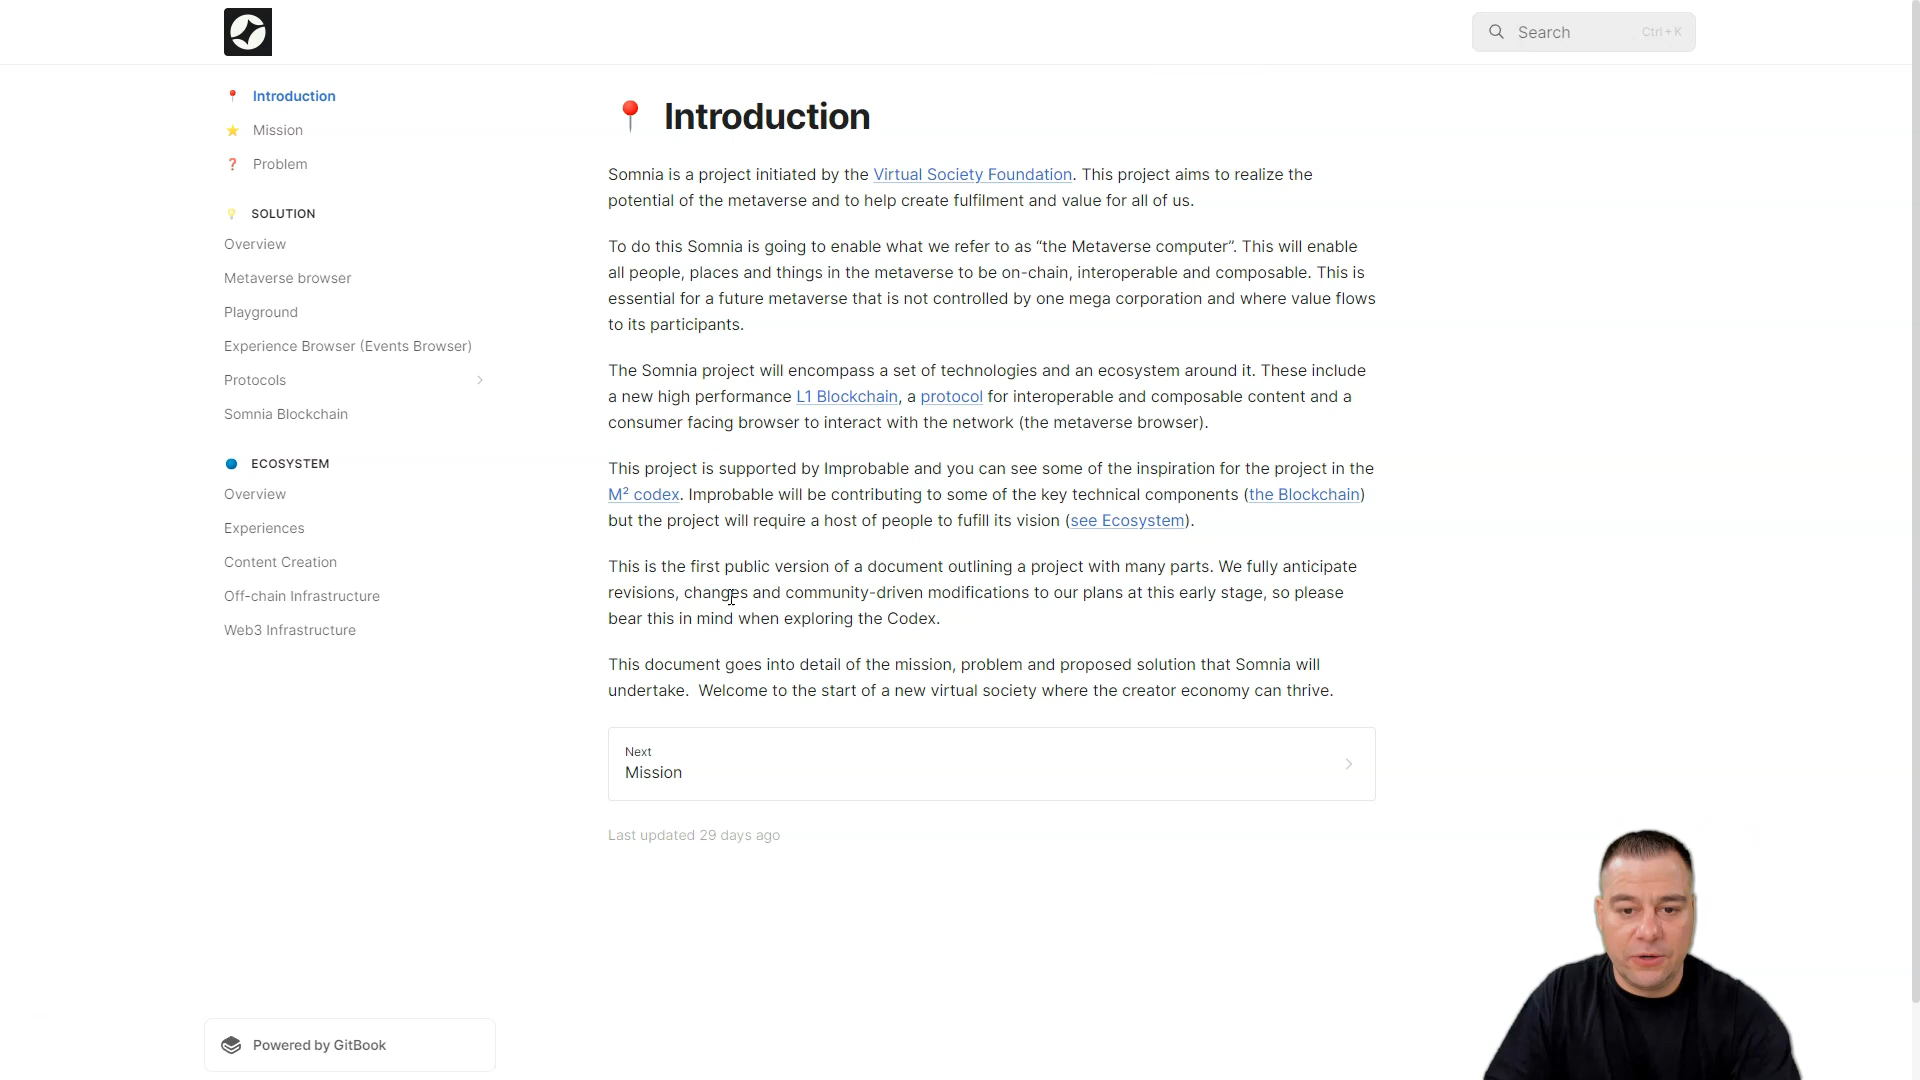 Search
Ctrl + K
Introduction
Mission
Problem
SOLUTION
Overview
Metaverse browser
Playground
Experience Browser (Events Browser)
Protocols
Somnia Blockchain
ECOSYSTEM
Overview
Experiences
Content Creation
Off-chain Infrastructure
Web3 Infrastructure
Powered by GitBook
Introduction
Somnia is a project initiated by the Virtual Society Foundation. This project aims to realize the
potential of the metaverse and to help create fulfilment and value for all of us.
To do this Somnia is going to enable what we refer to as “the Metaverse computer”. This will enable
all people, places and things in the metaverse to be on-chain, interoperable and composable. This is
essential for a future metaverse that is not controlled by one mega corporation and where value flows
to its participants.
The Somnia project will encompass a set of technologies and an ecosystem around it. These include
a new high performance L1 Blockchain, a protocol for interoperable and composable content and a
consumer facing browser to interact with the network (the metaverse browser).
This project is supported by Improbable and you can see some of the inspiration for the project in the
M² codex. Improbable will be contributing to some of the key technical components (the Blockchain)
but the project will require a host of people to fufill its vision (see Ecosystem).
This is the first public version of a document outlining a project with many parts. We fully anticipate
revisions, changes and community-driven modifications to our plans at this early stage, so please
bear this in mind when exploring the Codex.
This document goes into detail of the mission, problem and proposed solution that Somnia will
undertake.  Welcome to the start of a new virtual society where the creator economy can thrive.
Next
Mission
Last updated 29 days ago